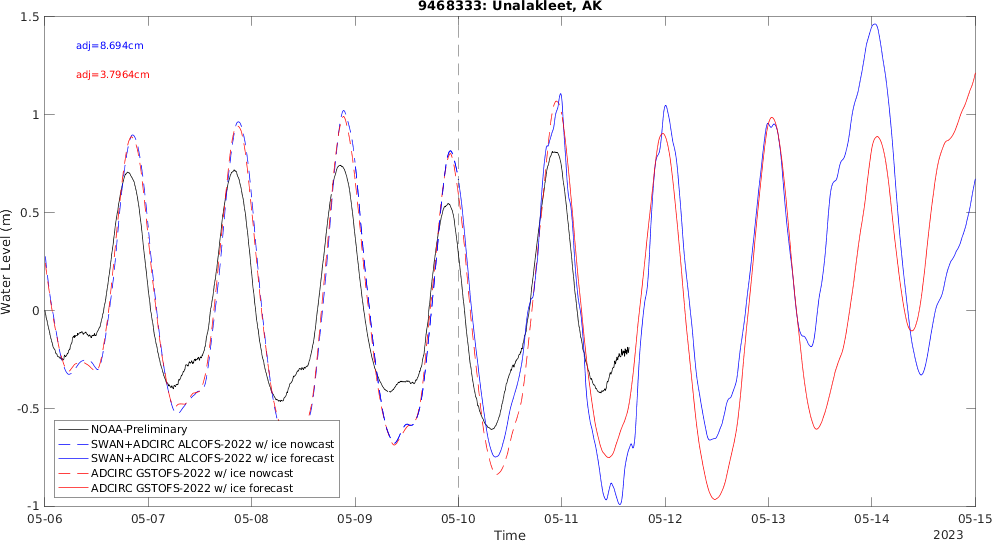 9468333: Unalakleet, AK
adj=8.694cm
adj=3.7964cm
Water Level (m)
1.5
1
0.5
0
-0.5
-1
NOAA-Preliminary
SWAN+ADCIRC ALCOFS-2022 w/ ice nowcast
SWAN+ADCIRC ALCOFS-2022 w/ ice forecast
ADCIRC GSTOFS-2022 w/ ice nowcast
ADCIRC GSTOFS-2022 w/ ice forecast
05-06 05-07 05-08 05-09 05-10 05-11 05-12 05-13 05-14 05-15
Time
2023